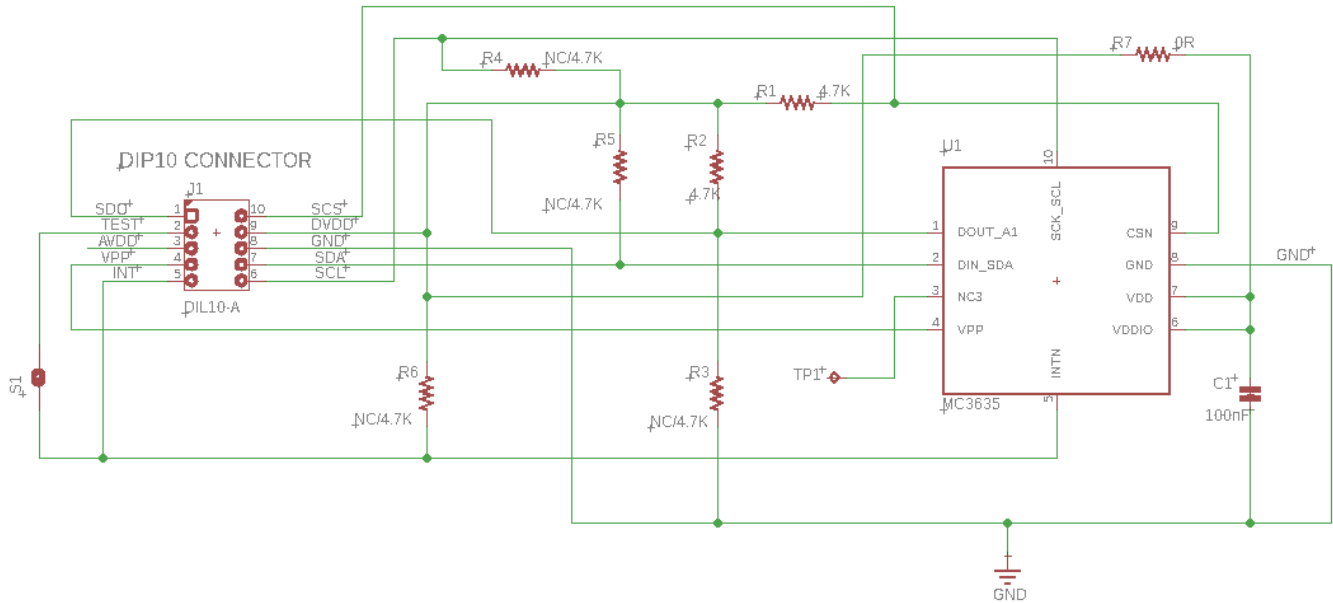 R4 NC/4.7K
R7 0R
R1 4.7K
R5
R2
NC/4.7K
4.7K
DIP10 CONNECTOR
J1
SDO 1 10 SCS
TEST 2 9 DVDD
AVDD 3 8 GND
VPP 4 7 SDA
INT 5 6 SCL
DIL10-A
U1
10
SCK_SCL
1 DOUT_A1 CSN 9
2 DIN_SDA GND 8
3 NC3 VDD 7
4 VPP VDDIO 6
INTN
5
MC3635
GND
S1
R6
NC/4.7K
R3
NC/4.7K
TP1
C1
100nF
GND